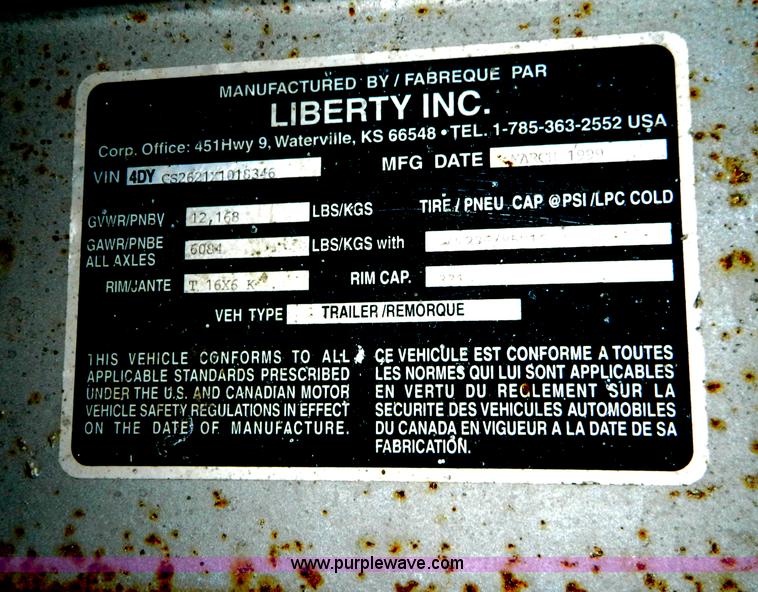 MANUFACTURED BY / FABREQUE PAR
LIBERTY INC.
Corp. Office: 451Hwy 9, Waterville, KS 66548 • TEL. 1-785-363-2552 USA
VIN 4DY MFG DATE MARCH 1999
GVWR/PNBV 12,168 LBS/KGS TIRE / PNEU CAP @PSI /LPC COLD
GAWR/PNBE 6084 LBS/KGS with
ALL AXLES
RIM/JANTE T 16X6 K RIM CAP.
VEH TYPE TRAILER /REMORQUE
THIS VEHICLE CONFORMS TO ALL
APPLICABLE STANDARDS PRESCRIBED
UNDER THE U.S. AND CANADIAN MOTOR
VEHICLE SAFETY REGULATIONS IN EFFECT
ON THE DATE OF MANUFACTURE.
ÇE VEHICULE EST CONFORME A TOUTES
LES NORMES QUI LUI SONT APPLICABLES
EN VERTU DU REGLEMENT SUR LA
SECURITE DES VEHICULES AUTOMOBILES
DU CANADA EN VIGUEUR A LA DATE DE SA
FABRICATION.
www.purplewave.com